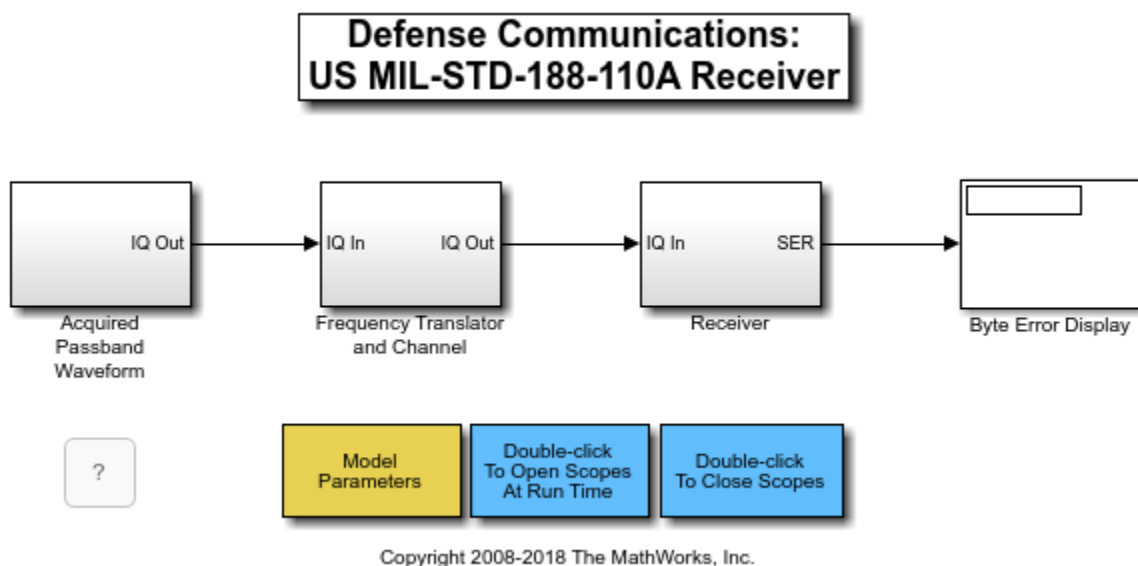 Defense Communications:
US MIL-STD-188-110A Receiver
IQ Out
IQ In
IQ Out
IQ In
SER
Acquired
Passband
Waveform
Frequency Translator
and Channel
Receiver
Byte Error Display
?
Model
Parameters
Double-click
To Open Scopes
At Run Time
Double-click
To Close Scopes
Copyright 2008-2018 The MathWorks, Inc.